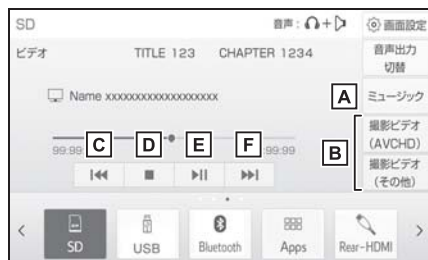 SD 音声: + 画面設定
ビデオ TITLE 123 CHAPTER 1234 音声出力
切替
Name xxxxxxxxxxxxxxxxxxx A ミュージック
撮影ビデオ
(AVCHD)
C D E F B
99:99 :99:99
撮影ビデオ
(その他)
SD USB Bluetooth Apps Rear-HDMI